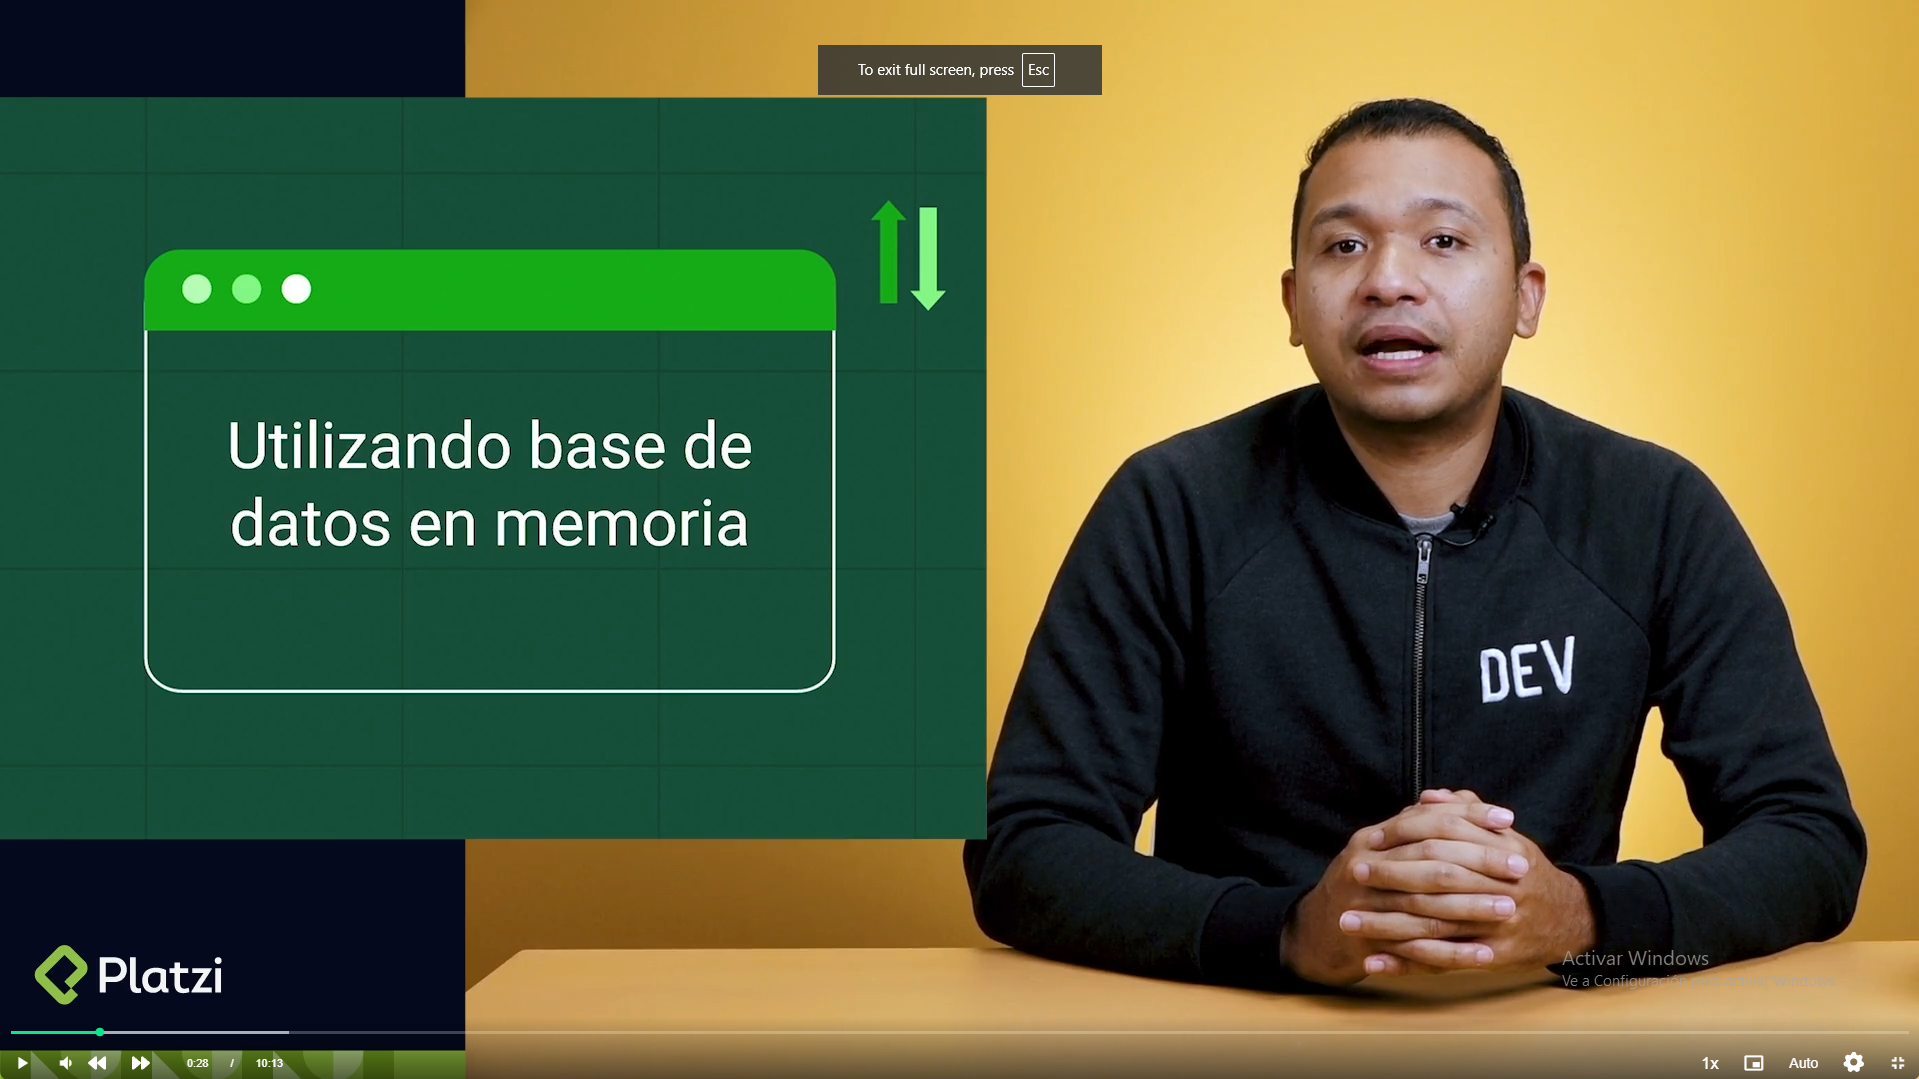 To exit full screen, press Esc
Utilizando base de
datos en memoria
DEV
Activar Windows
Ve a Configuración
Platzi
0:28 / 10:13
1x
Auto